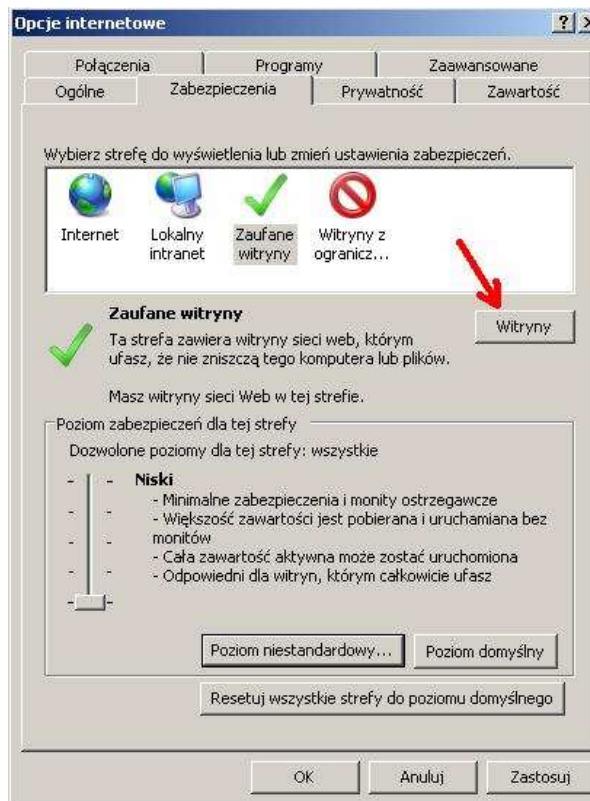 Opcje internetowe
Połączenia Programy Zaawansowane
Ogólne Zabezpieczenia Prywatność Zawartość
Wybierz strefę do wyświetlenia lub zmień ustawienia zabezpieczeń.
Internet Lokalny intranet Zaufane witryny Witryny z ogranicz...
Zaufane witryny
Witryny
Ta strefa zawiera witryny sieci web, którym
ufasz, że nie zniszczą tego komputera lub plików.
Masz witryny sieci Web w tej strefie.
Poziom zabezpieczeń dla tej strefy
Dozwolone poziomy dla tej strefy: wszystkie
Niski
- Minimalne zabezpieczenia i monity ostrzegawcze
- Większość zawartości jest pobierana i uruchamiana bez
monitów
- Cała zawartość aktywna może zostać uruchomiona
- Odpowiedni dla witryn, którym całkowicie ufasz
Poziom niestandardowy... Poziom domyślny
Resetuj wszystkie strefy do poziomu domyślnego
OK Anuluj Zastosuj